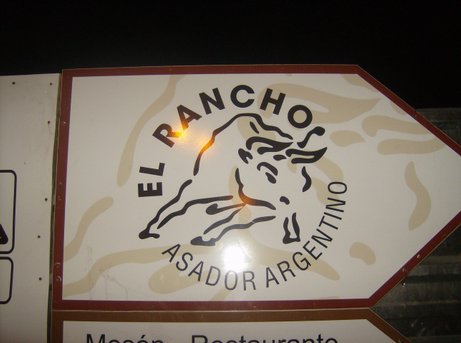 EL RANCHO
ASADOR ARGENTINO
Mesón - Restaurante